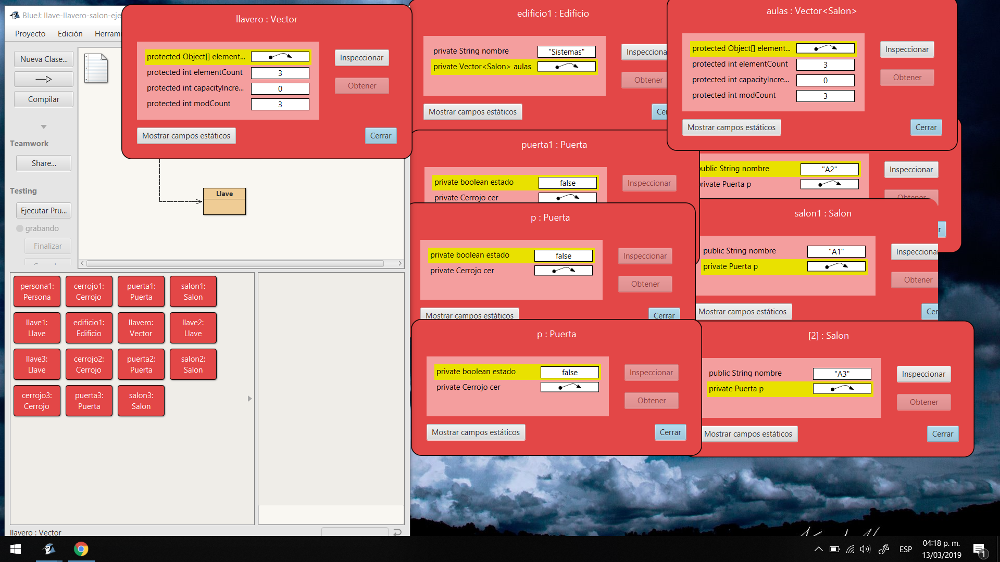 BlueJ: llave-llavero-salon-eje
Proyecto Edición Herrami
Nueva Clase...
Compilar
Teamwork
Share...
Testing
Ejecutar Pru...
grabando
Finalizar
Llave
llavero : Vector
protected Object[] element...
protected int elementCount 3
protected int capacityIncre... 0
protected int modCount 3
Inspeccionar
Obtener
Mostrar campos estáticos
Cerrar
edificio1 : Edificio
private String nombre "Sistemas"
private Vector<Salon> aulas
Inspecciona
Obtener
Mostrar campos estáticos
Cer
aulas : Vector<Salon>
protected Object[] element...
protected int elementCount 3
protected int capacityIncre... 0
protected int modCount 3
Inspeccionar
Obtener
Mostrar campos estáticos
Cerrar
puerta1 : Puerta
private boolean estado false
private Cerrojo cer
Inspeccionar
ublic String nombre "A2"
rivate Puerta p
Inspeccionar
Obtener
r
p : Puerta
private boolean estado false
private Cerrojo cer
Inspeccionar
Obtener
Mostrar campos estáticos
Cerrar
salon1 : Salon
public String nombre "A1"
private Puerta p
Inspecciona
Obtener
Mostrar campos estáticos
Cer
p : Puerta
private boolean estado false
private Cerrojo cer
Inspeccionar
Obtener
Mostrar campos estáticos
Cerrar
[2] : Salon
public String nombre "A3"
private Puerta p
Inspeccionar
Obtener
Mostrar campos estáticos
Cerrar
persona1:
Persona
cerrojo1:
Cerrojo
puerta1:
Puerta
salon1:
Salon
llave1:
Llave
edificio1:
Edificio
llavero:
Vector
llave2:
Llave
llave3:
Llave
cerrojo2:
Cerrojo
puerta2:
Puerta
salon2:
Salon
cerrojo3:
Cerrojo
puerta3:
Puerta
salon3:
Salon
llavero : Vector
ESP
04:18 p. m.
13/03/2019
1